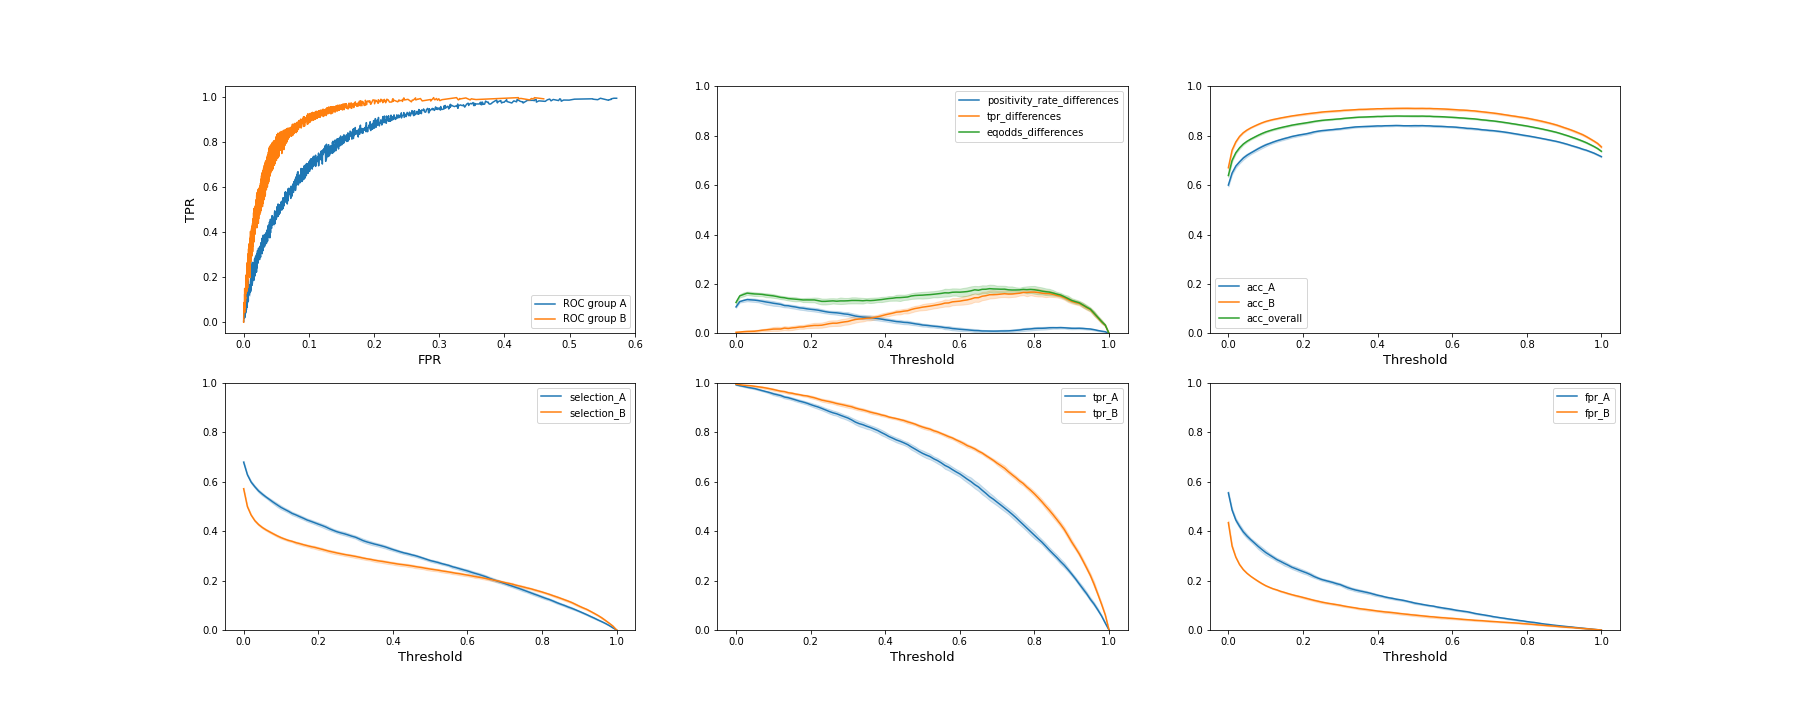 1.0
0.8
0.6
0.4
0.2
0.0
TPR
0.0 0.1 0.2 0.3 0.4 0.5 0.6
FPR
ROC group A
ROC group B
1.0
0.8
0.6
0.4
0.2
0.0
0.0 0.2 0.4 0.6 0.8 1.0
Threshold
positivity_rate_differences
tpr_differences
eqodds_differences
1.0
0.8
0.6
0.4
0.2
0.0
0.0 0.2 0.4 0.6 0.8 1.0
Threshold
acc_A
acc_B
acc_overall
1.0
0.8
0.6
0.4
0.2
0.0
0.0 0.2 0.4 0.6 0.8 1.0
Threshold
selection_A
selection_B
1.0
0.8
0.6
0.4
0.2
0.0
0.0 0.2 0.4 0.6 0.8 1.0
Threshold
tpr_A
tpr_B
1.0
0.8
0.6
0.4
0.2
0.0
0.0 0.2 0.4 0.6 0.8 1.0
Threshold
fpr_A
fpr_B